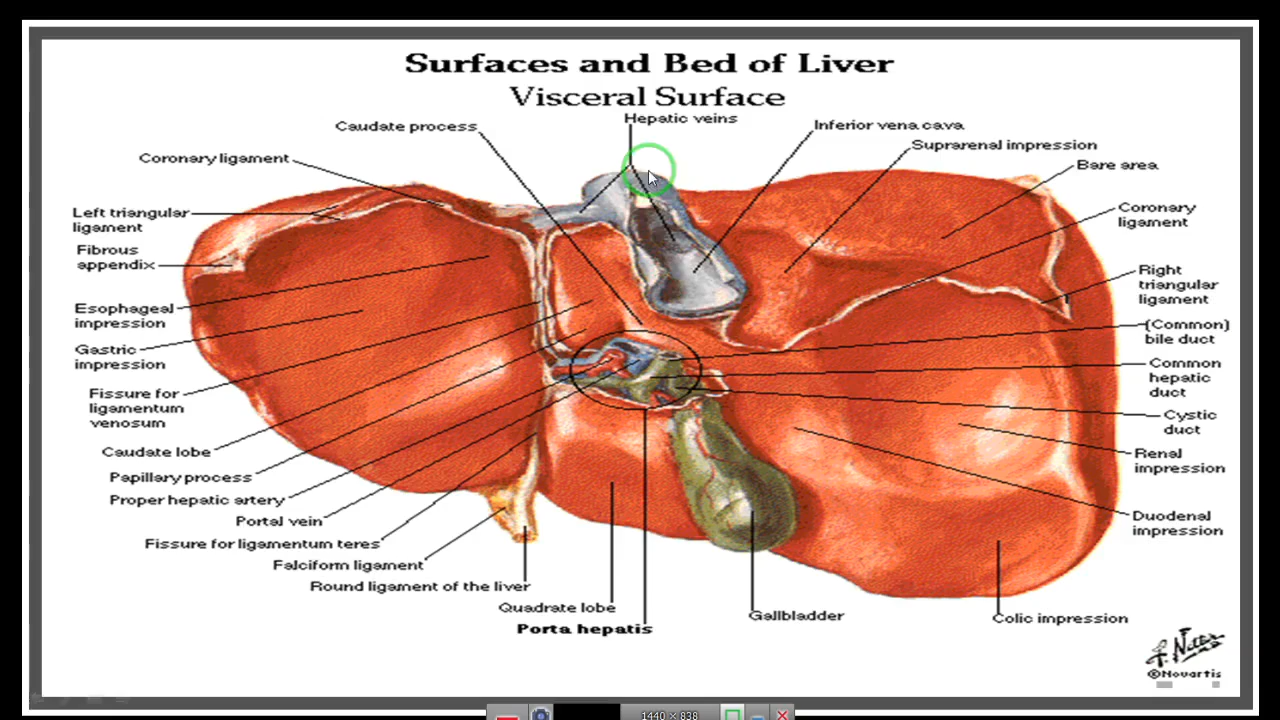 Surfaces and Bed of Liver
Visceral Surface
Hepatic veins
Caudate process
Inferior vena cava
Suprarenal impression
Coronary ligament
Bare area
Left triangular
ligament
Coronary
ligament
Fibrous
appendix
Right
triangular
ligament
Esophageal
impression
(Common)
bile duct
Gastric
impression
Common
hepatic
duct
Fissure for
ligamentum
venosum
Cystic
duct
Caudate lobe
Renal
impression
Papillary process
Proper hepatic artery
Portal vein
Duodenal
impression
Fissure for ligamentum teres
Falciform ligament
Round ligament of the liver
Quadrate lobe
Gallbladder
Colic impression
Porta hepatis
F. Netter
©Novartis
1440 × 838